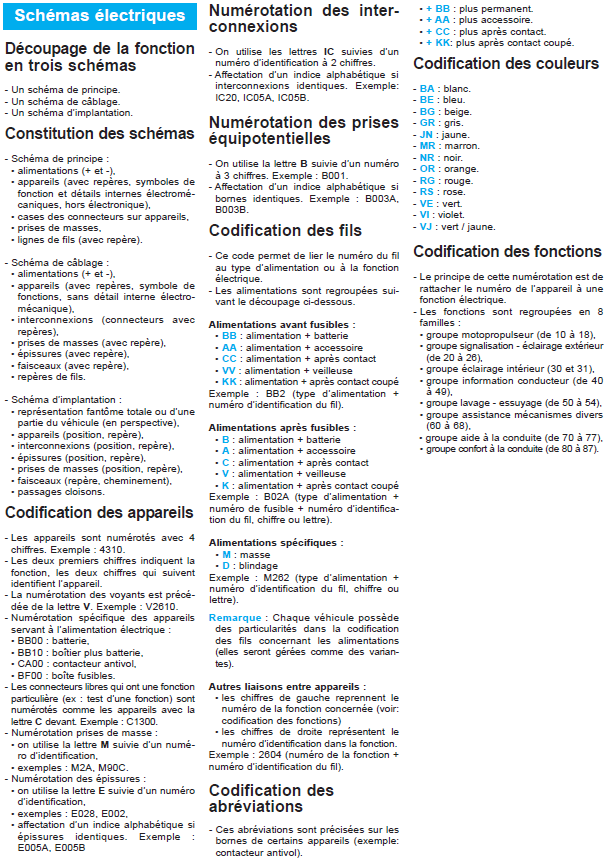 Schémas électriques
Découpage de la fonction
en trois schémas
- Un schéma de principe.
- Un schéma de câblage.
- Un schéma d'implantation.
Constitution des schémas
- Schéma de principe :
• alimentations (+ et -),
• appareils (avec repères, symboles de
fonction et détails internes électromé-
caniques, hors électronique),
• cases des connecteurs sur appareils,
• prises de masses,
• lignes de fils (avec repère).
- Schéma de câblage :
• alimentations (+ et -),
• appareils (avec repères, symbole de
fonctions, sans détail interne électro-
mécanique),
• interconnexions (connecteurs avec
repères),
• prises de masses (avec repère),
• épissures (avec repère),
• faisceaux (avec repère),
• repères de fils.
- Schéma d'implantation :
• représentation fantôme totale ou d'une
partie du véhicule (en perspective),
• appareils (position, repère),
• interconnexions (position, repère),
• épissures (position, repère),
• prises de masses (position, repère),
• faisceaux (repère, cheminement),
• passages cloisons.
Codification des appareils
- Les appareils sont numérotés avec 4
chiffres. Exemple : 4310.
- Les deux premiers chiffres indiquent la
fonction, les deux chiffres qui suivent
identifient l'appareil.
- La numérotation des voyants est précé-
dée de la lettre V. Exemple : V2610.
- Numérotation spécifique des appareils
servant à l'alimentation électrique :
• BB00 : batterie,
• BB10 : boîtier plus batterie,
• CA00 : contacteur antivol,
• BF00 : boîte fusibles.
- Les connecteurs libres qui ont une fonction
particulière (ex : test d'une fonction) sont
numérotés comme les appareils avec la
lettre C devant. Exemple : C1300.
- Numérotation prises de masse :
• on utilise la lettre M suivie d'un numé-
ro d'identification,
• exemples : M2A, M90C.
- Numérotation des épissures :
• on utilise la lettre E suivie d'un numéro
d'identification,
• exemples : E028, E002,
• affectation d'un indice alphabétique si
épissures identiques. Exemple :
E005A, E005B
Numérotation des inter-
connexions
- On utilise les lettres IC suivies d'un
numéro d'identification à 2 chiffres.
- Affectation d'un indice alphabétique si
interconnexions identiques. Exemple:
IC20, IC05A, IC05B.
Numérotation des prises
équipotentielles
- On utilise la lettre B suivie d'un numéro
à 3 chiffres. Exemple : B001.
- Affectation d'un indice alphabétique si
bornes identiques. Exemple : B003A,
B003B.
Codification des fils
- Ce code permet de lier le numéro du fil
au type d'alimentation ou à la fonction
électrique.
- Les alimentations sont regroupées sui-
vant le découpage ci-dessous.
Alimentations avant fusibles :
• BB : alimentation + batterie
• AA : alimentation + accessoire
• CC : alimentation + après contact
• VV : alimentation + veilleuse
• KK : alimentation + après contact coupé
Exemple : BB2 (type d'alimentation +
numéro d'identification du fil).
Alimentations après fusibles :
• B : alimentation + batterie
• A : alimentation + accessoire
• C : alimentation + après contact
• V : alimentation + veilleuse
• K : alimentation + après contact coupé
Exemple : B02A (type d'alimentation +
numéro de fusible + numéro d'identifica-
tion du fil, chiffre ou lettre).
Alimentations spécifiques :
• M : masse
• D : blindage
Exemple : M262 (type d'alimentation +
numéro d'identification du fil, chiffre ou
lettre).
Remarque : Chaque véhicule possède
des particularités dans la codification
des fils concernant les alimentations
(elles seront gérées comme des varian-
tes).
Autres liaisons entre appareils :
• les chiffres de gauche reprennent le
numéro de la fonction concernée (voir:
codification des fonctions)
• les chiffres de droite représentent le
numéro d'identification dans la fonction.
Exemple : 2604 (numéro de la fonction +
numéro d'identification du fil).
Codification des
abréviations
- Ces abréviations sont précisées sur les
bornes de certains appareils (exemple:
contacteur antivol).
• + BB : plus permanent.
• + AA : plus accessoire.
• + CC : plus après contact.
• + KK: plus après contact coupé.
Codification des couleurs
- BA : blanc.
- BE : bleu.
- BG : beige.
- GR : gris.
- JN : jaune.
- MR : marron.
- NR : noir.
- OR : orange.
- RG : rouge.
- RS : rose.
- VE : vert.
- VI : violet.
- VJ : vert / jaune.
Codification des fonctions
- Le principe de cette numérotation est de
rattacher le numéro de l'appareil à une
fonction électrique.
- Les fonctions sont regroupées en 8
familles :
• groupe motopropulseur (de 10 à 18),
• groupe signalisation - éclairage extérieur
(de 20 à 26),
• groupe éclairage intérieur (30 et 31),
• groupe information conducteur (de 40
à 49),
• groupe lavage - essuyage (de 50 à 54),
• groupe assistance mécanismes divers
(60 à 68),
• groupe aide à la conduite (de 70 à 77),
• groupe confort à la conduite (de 80 à 87).